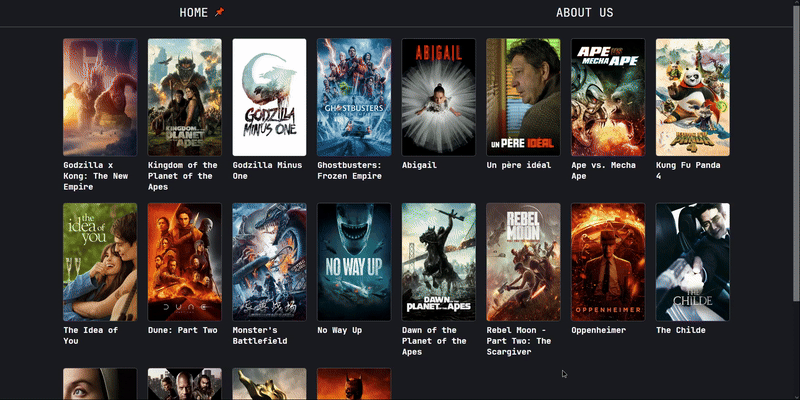 HOME
ABOUT US
GODZILLA
MINUS ONE
GHOSTBUSTERS
ABIGAIL
UN PÈRE IDÉAL
APE VS.
MECHA APE
KINGDOM
PLANET
APES
Godzilla x
Kong: The New
Empire
Kingdom of the
Planet of the
Apes
Godzilla Minus
One
Ghostbusters:
Frozen Empire
Abigail
Un père idéal
Ape vs. Mecha
Ape
Kung Fu Panda
4
the
idea of
you
DUNE
NO WAY UP
DAWN OF THE
PLANET OF THE APES
REBEL
MOON
OPPENHEIMER
THE
CHILDE
The Idea of
You
Dune: Part Two
Monster's
Battlefield
No Way Up
Dawn of the
Planet of the
Apes
Rebel Moon -
Part Two: The
Scargiver
Oppenheimer
The Childe